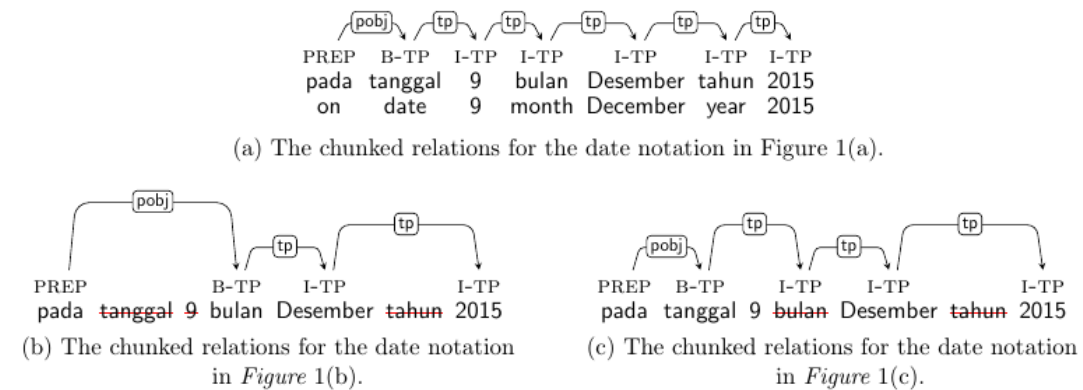 pobj tp tp tp tp tp
PREP B-TP I-TP I-TP I-TP I-TP I-TP
pada tanggal 9 bulan Desember tahun 2015
on date 9 month December year 2015
(a) The chunked relations for the date notation in Figure 1(a).
pobj tp tp
PREP B-TP I-TP I-TP
pada tanggal 9 bulan Desember tahun 2015
(b) The chunked relations for the date notation
in Figure 1(b).
pobj tp tp tp
PREP B-TP I-TP I-TP I-TP
pada tanggal 9 bulan Desember tahun 2015
(c) The chunked relations for the date notation
in Figure 1(c).